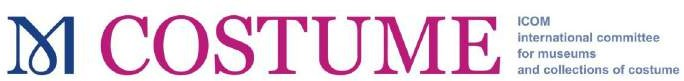 M COSTUME
ICOM
international committee
for museums
and collections of costume